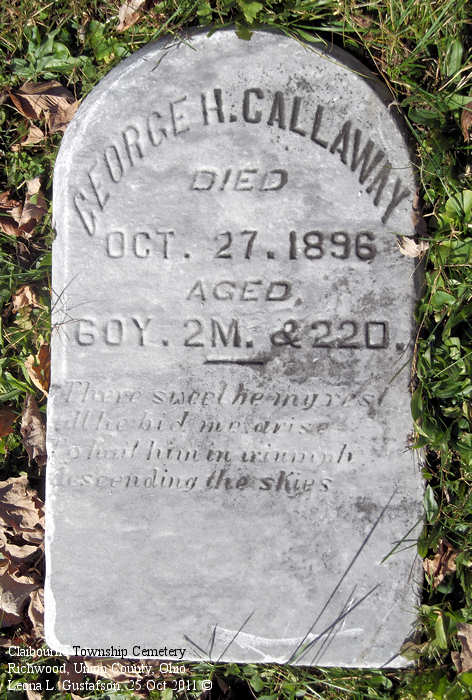 GEORGE H. CALLAWAY
DIED
OCT. 27. 1896
AGED,
60Y. 2M. & 22D.
There sweet be my rest
he bid me arise
him in triumph
descending the skies
Claibourne Township Cemetery
Richwood, Union County, Ohio
Leona L. Gustafson, 25 Oct 2011 ©